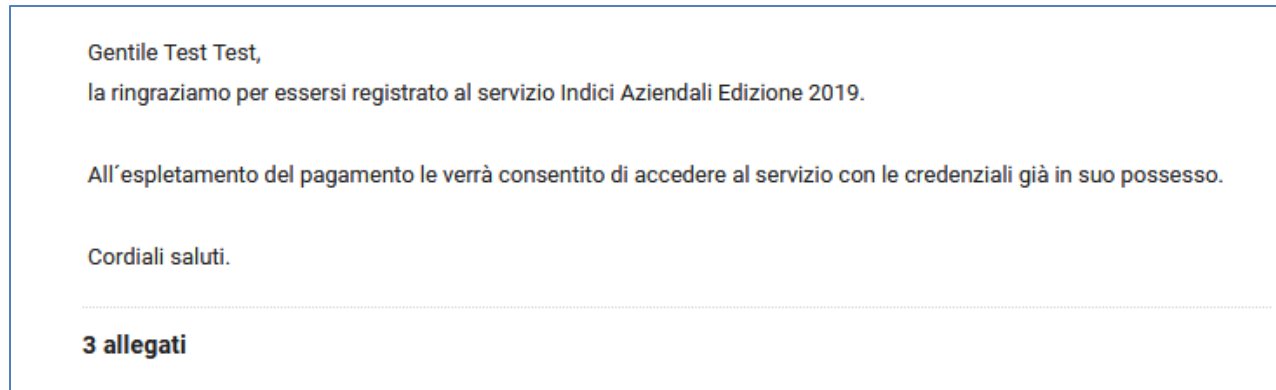 Gentile Test Test,
la ringraziamo per essersi registrato al servizio Indici Aziendali Edizione 2019.
All´espletamento del pagamento le verrà consentito di accedere al servizio con le credenziali già in suo possesso.
Cordiali saluti.
3 allegati